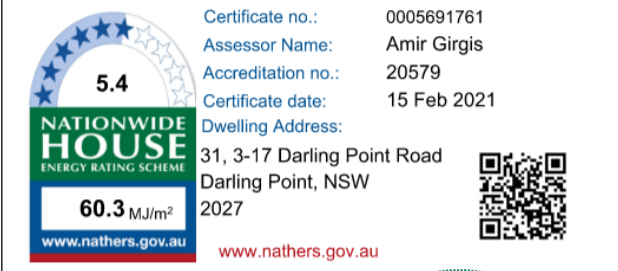 5.4
NATIONWIDE
HOUSE
ENERGY RATING SCHEME
60.3 MJ/m²
www.nathers.gov.au
Certificate no.: 0005691761
Assessor Name: Amir Girgis
Accreditation no.: 20579
Certificate date: 15 Feb 2021
Dwelling Address:
31, 3-17 Darling Point Road
Darling Point, NSW
2027
www.nathers.gov.au